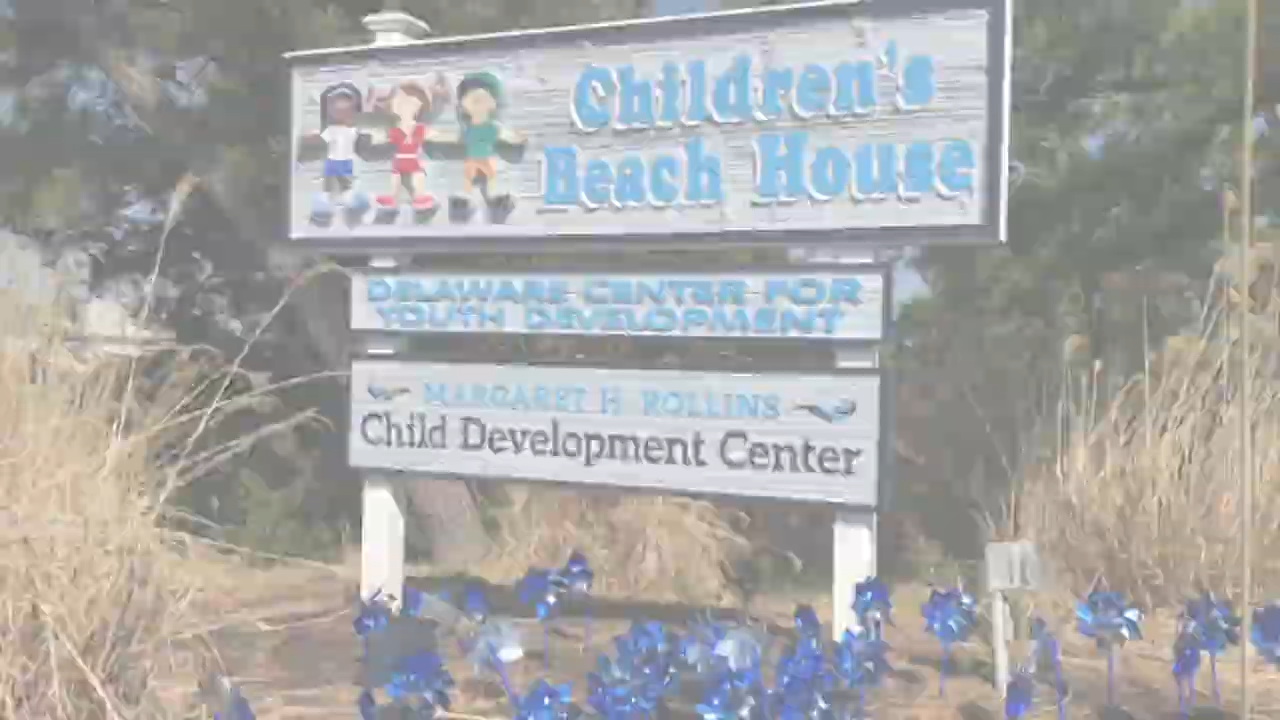 Children's
Beach House
DELAWARE CENTER FOR
YOUTH DEVELOPMENT
MARGARET H ROLLINS
Child Development Center